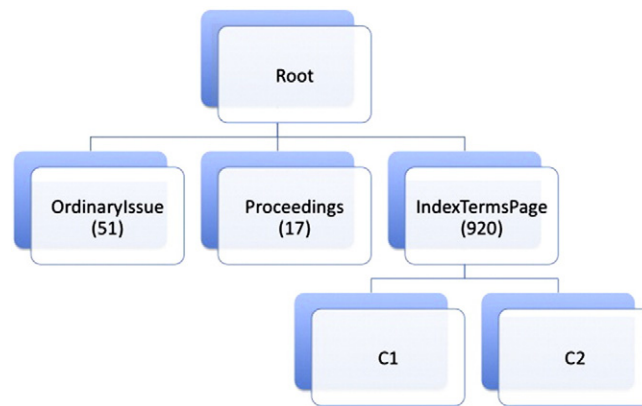 Root
OrdinaryIssue
(51)
Proceedings
(17)
IndexTermsPage
(920)
C1
C2